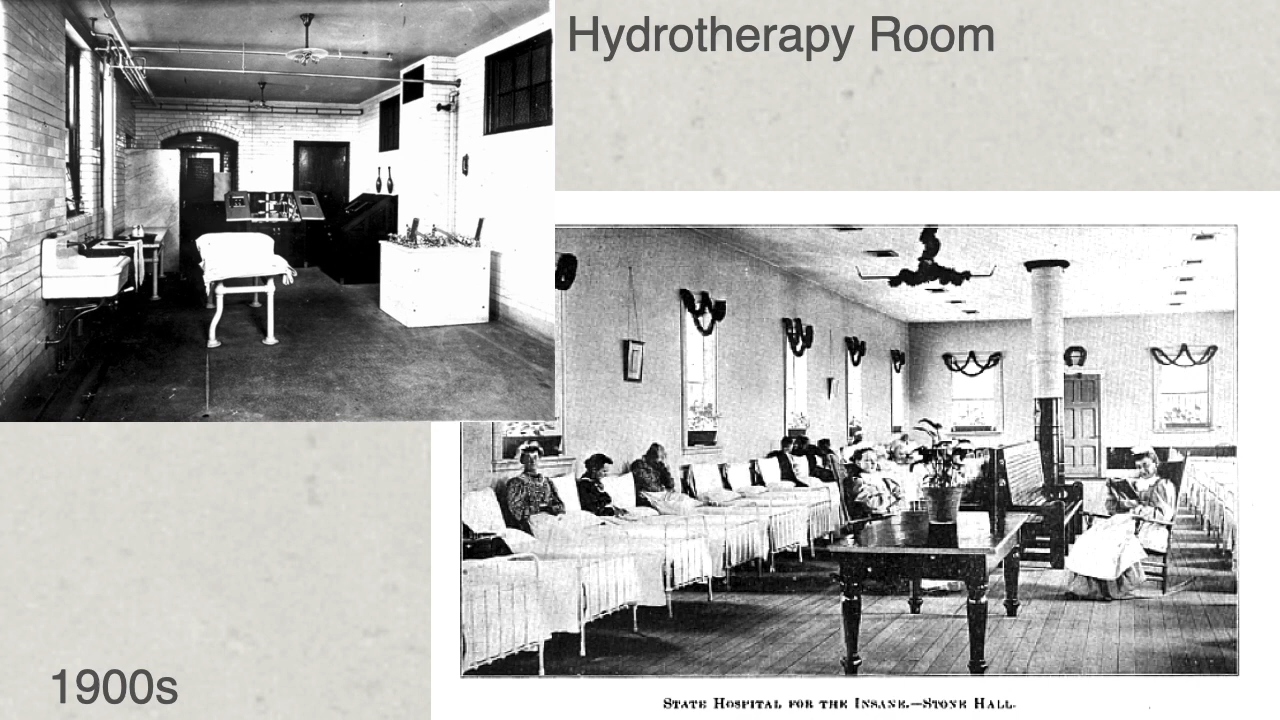 Hydrotherapy Room
1900s
STATE HOSPITAL FOR THE INSANE.—STONE HALL.